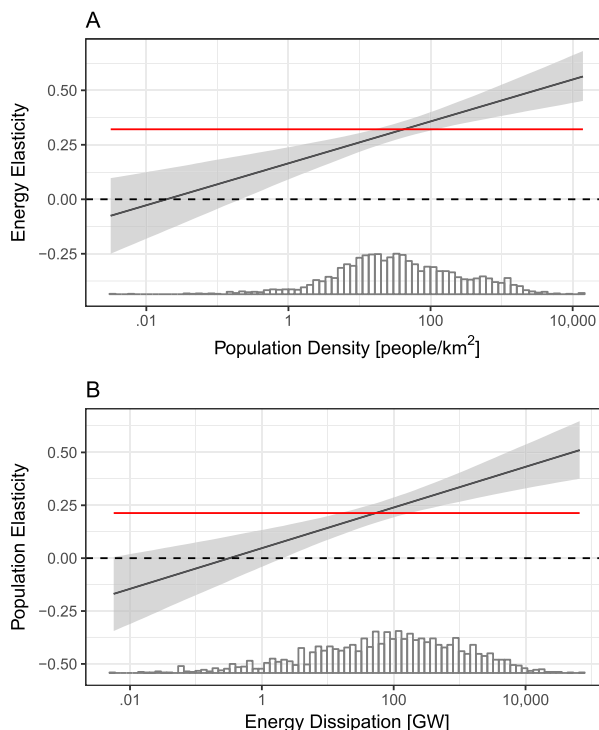 A
Energy Elasticity
0.50
0.25
0.00
−0.25
.01 1 100 10,000
Population Density [people/km²]
B
Population Elasticity
0.50
0.25
0.00
−0.25
−0.50
.01 1 100 10,000
Energy Dissipation [GW]